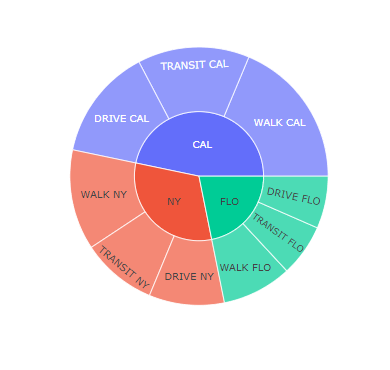 TRANSIT CAL
DRIVE CAL
WALK CAL
CAL
WALK NY
NY
FLO
DRIVE FLO
TRANSIT FLO
TRANSIT NY
DRIVE NY
WALK FLO